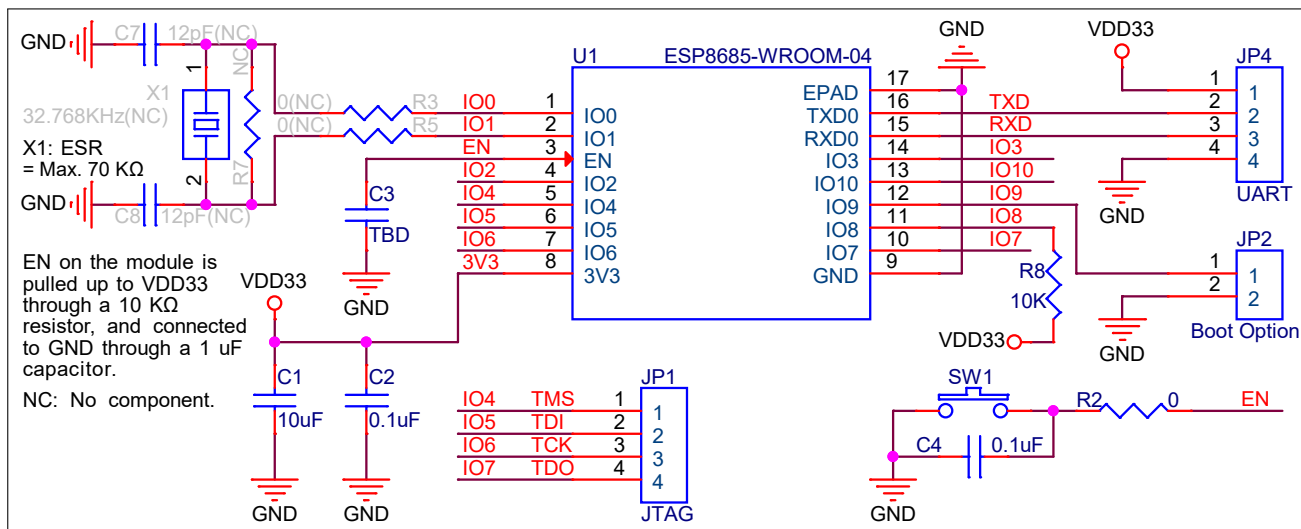 GND
C7
12pF(NC)
1
NC
X1
32.768KHz(NC)
X1: ESR
= Max. 70 KΩ
2
R7
GND
C8
12pF(NC)
0(NC)
R3
0(NC)
R5
EN on the module is
pulled up to VDD33
through a 10 KΩ
resistor, and connected
to GND through a 1 uF
capacitor.
NC: No component.
U1
ESP8685-WROOM-04
IO0
1
IO0
IO1
2
IO1
EN
3
EN
IO2
4
IO2
IO4
5
IO4
IO5
6
IO5
IO6
7
IO6
3V3
8
3V3
C3
TBD
GND
VDD33
C1
10uF
GND
C2
0.1uF
GND
GND
EPAD
17
TXD0
16
TXD
RXD0
15
RXD
IO3
14
IO3
IO10
13
IO10
IO9
12
IO9
IO8
11
IO8
IO7
10
IO7
GND
9
R8
10K
VDD33
VDD33
JP4
1
1
2
2
3
3
4
4
UART
GND
JP2
1
1
2
2
Boot Option
GND
JP1
IO4
TMS
1
1
IO5
TDI
2
2
IO6
TCK
3
3
IO7
TDO
4
4
JTAG
SW1
R2
0
EN
C4
0.1uF
GND